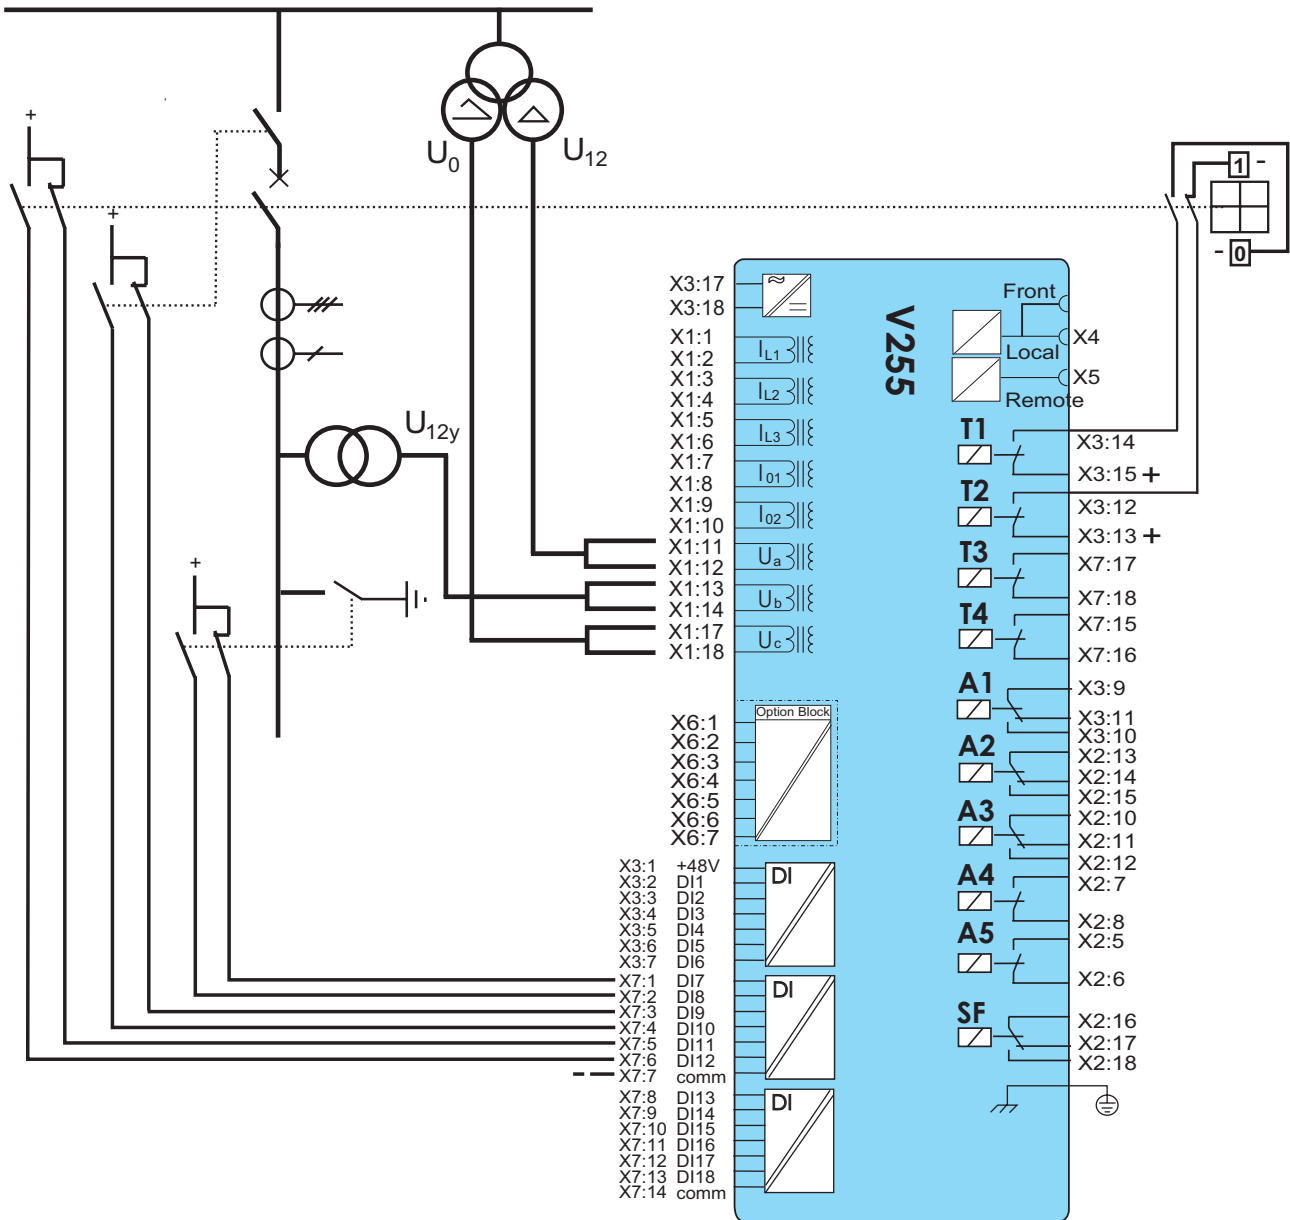 +
U0
U12
1 -
+
- 0
V255
X3:17
X3:18
Front
X4
Local
X5
Remote
X1:1
X1:2
IL1
X1:3
X1:4
IL2
X1:5
X1:6
IL3
X1:7
X1:8
I01
X1:9
X1:10
I02
X1:11
X1:12
Ua
X1:13
X1:14
Ub
X1:17
X1:18
Uc
U12y
+
T1
X3:14
X3:15 +
T2
X3:12
X3:13 +
T3
X7:17
X7:18
T4
X7:15
X7:16
A1
X3:9
X3:11
X3:10
A2
X2:13
X2:14
X2:15
A3
X2:10
X2:11
X2:12
A4
X2:7
X2:8
A5
X2:5
X2:6
SF
X2:16
X2:17
X2:18
Option Block
X6:1
X6:2
X6:3
X6:4
X6:5
X6:6
X6:7
X3:1 +48V
DI
X3:2 DI1
X3:3 DI2
X3:4 DI3
X3:5 DI4
X3:6 DI5
X3:7 DI6
X7:1 DI7
DI
X7:2 DI8
X7:3 DI9
X7:4 DI10
X7:5 DI11
X7:6 DI12
X7:7 comm
X7:8 DI13
DI
X7:9 DI14
X7:10 DI15
X7:11 DI16
X7:12 DI17
X7:13 DI18
X7:14 comm